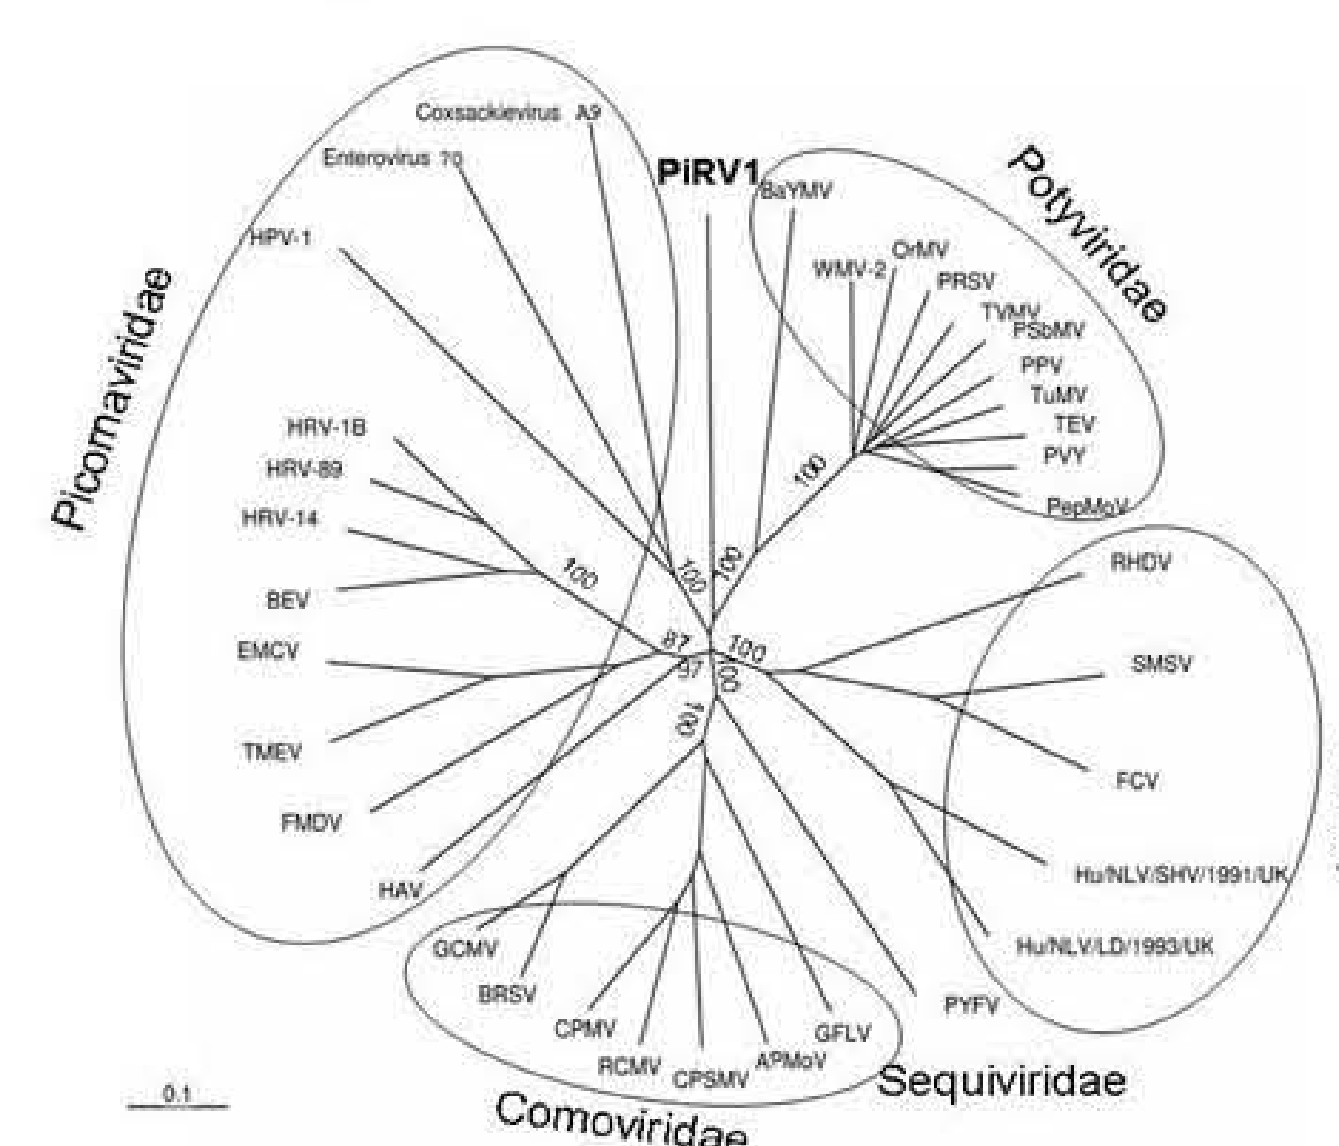 Coxsackievirus A9
Enterovirus 70
PiRV1
BaYMV
Potyviridae
HPV-1
WMV-2
OrMV
PRSV
TVMV
PSbMV
PPV
TuMV
TEV
PVY
PepMoV
Picornaviridae
HRV-1B
HRV-89
HRV-14
BEV
EMCV
TMEV
FMDV
HAV
100
100
100
100
87
97
100
100
100
RHDV
SMSV
FCV
Hu/NLV/SHV/1991/UK
Hu/NLV/LD/1993/UK
GCMV
BRSV
CPMV
RCMV
CPSMV
APMoV
GFLV
PYFV
Sequiviridae
Comoviridae
0.1